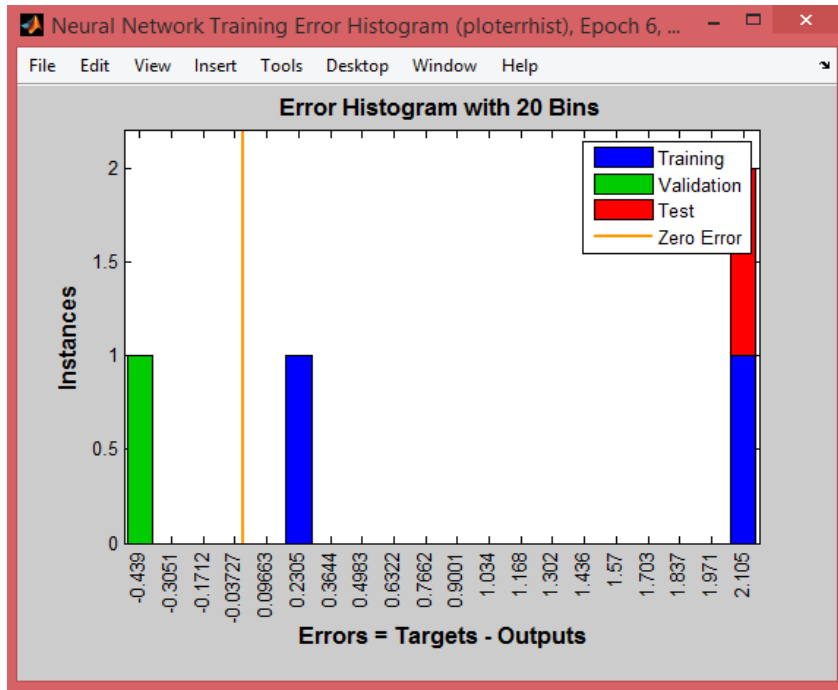 Neural Network Training Error Histogram (ploterrhist), Epoch 6, ...
File Edit View Insert Tools Desktop Window Help
Error Histogram with 20 Bins
Training
Validation
Test
Zero Error
Instances
2
1.5
1
0.5
0
-0.439 -0.3051 -0.1712 -0.03727 0.09663 0.2305 0.3644 0.4983 0.6322 0.7662 0.9001 1.034 1.168 1.302 1.436 1.57 1.703 1.837 1.971 2.105
Errors = Targets - Outputs